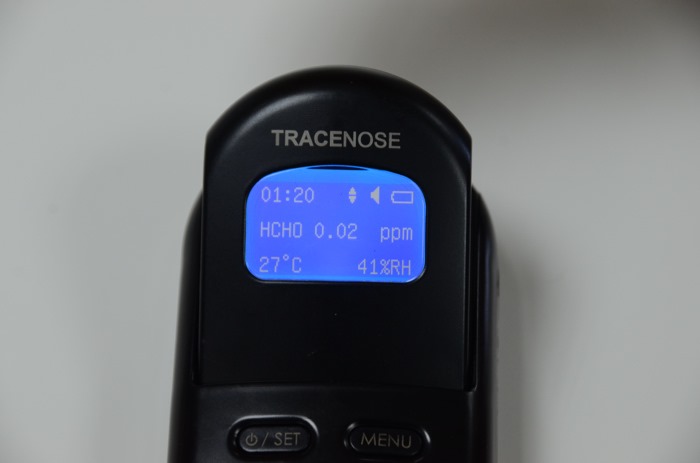 TRACENOSE
01:20
HCHO 0.02 ppm
27°C 41%RH
/ SET MENU